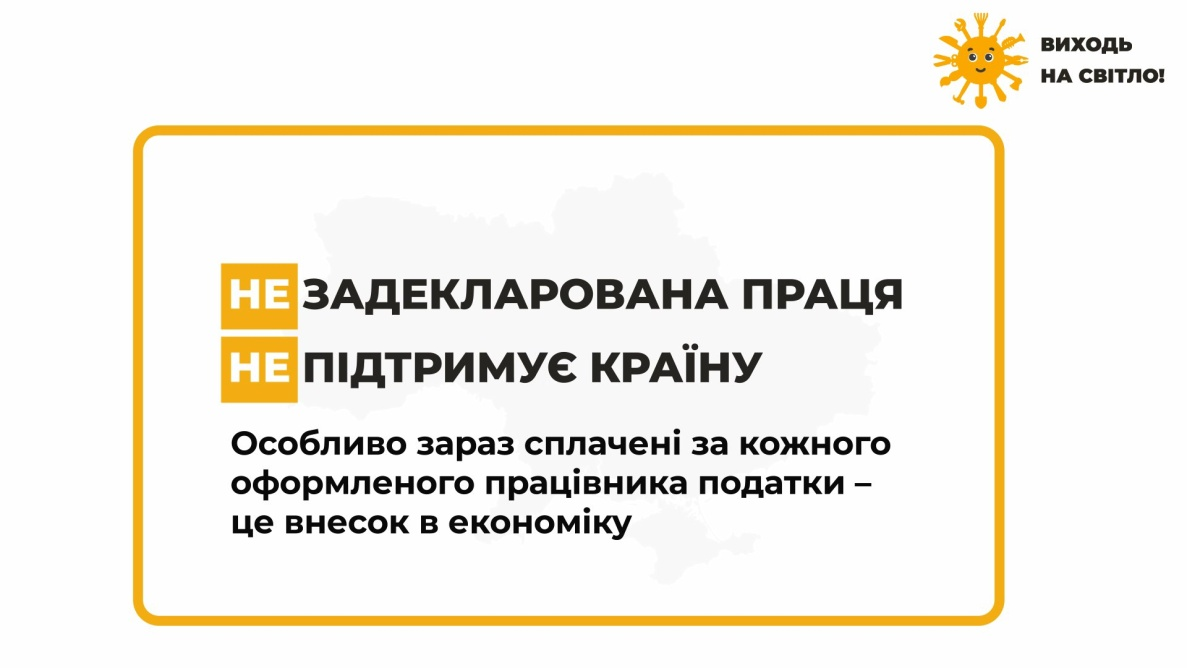 ВИХОДЬ
НА СВІТЛО!
НЕ ЗАДЕКЛАРОВАНА ПРАЦЯ
НЕ ПІДТРИМУЄ КРАЇНУ
Особливо зараз сплачені за кожного
оформленого працівника податки –
це внесок в економіку